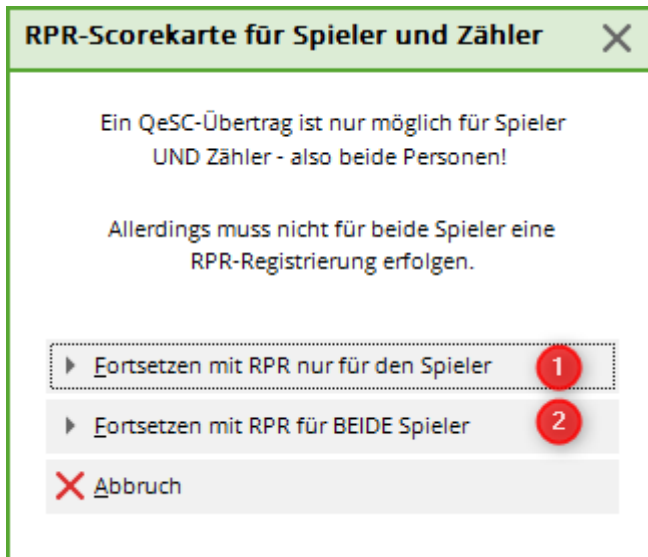 RPR-Scorekarte für Spieler und Zähler
Ein QeSC-Übertrag ist nur möglich für Spieler
UND Zähler - also beide Personen!
Allerdings muss nicht für beide Spieler eine
RPR-Registrierung erfolgen.
Fortsetzen mit RPR nur für den Spieler 1
Fortsetzen mit RPR für BEIDE Spieler 2
Abbruch